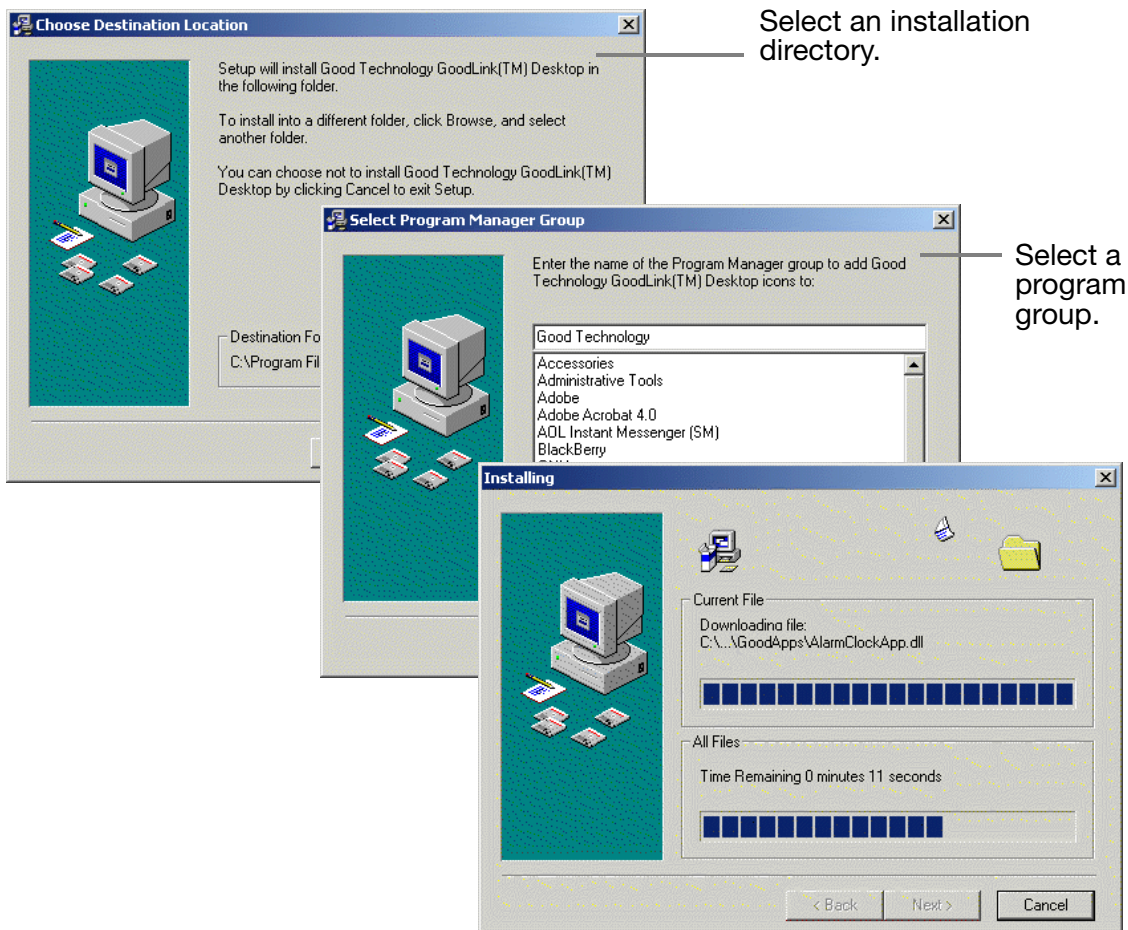 Choose Destination Location
Select an installation
directory.
Setup will install Good Technology GoodLink(TM) Desktop in
the following folder.
To install into a different folder, click Browse, and select
another folder.
You can choose not to install Good Technology GoodLink(TM)
Desktop by clicking Cancel to exit Setup.
Destination Fo
C:\Program Fil
Select Program Manager Group
Enter the name of the Program Manager group to add Good
Technology GoodLink(TM) Desktop icons to:
Select a
program
group.
Good Technology
Accessories
Administrative Tools
Adobe
Adobe Acrobat 4.0
AOL Instant Messenger (SM)
BlackBerry
Installing
Current File
Downloading file:
C:\...\GoodApps\AlarmClockApp.dll
All Files
Time Remaining 0 minutes 11 seconds
< Back
Next >
Cancel